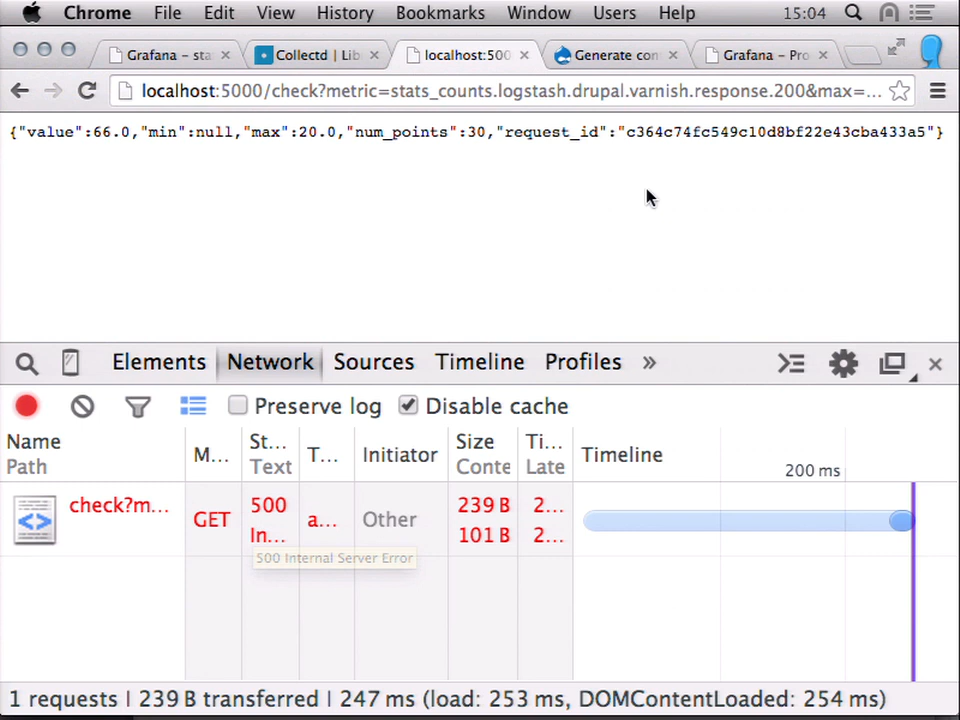 Chrome File Edit View History Bookmarks Window Users Help 15:04
Grafana – sta Collectd | Lib localhost:500 Generate con Grafana – Pro
localhost:5000/check?metric=stats_counts.logstash.drupal.varnish.response.200&max=...
{"value":66.0,"min":null,"max":20.0,"num_points":30,"request_id":"c364c74fc549c10d8bf22e43cba433a5"}
Elements Network Sources Timeline Profiles »
Preserve log Disable cache
Name M... St... T... Initiator Size Ti... Timeline
Path Text Conte Late 200 ms
check?m... GET 500 a... Other 239 B 2...
In... 101 B 2...
500 Internal Server Error
1 requests | 239 B transferred | 247 ms (load: 253 ms, DOMContentLoaded: 254 ms)